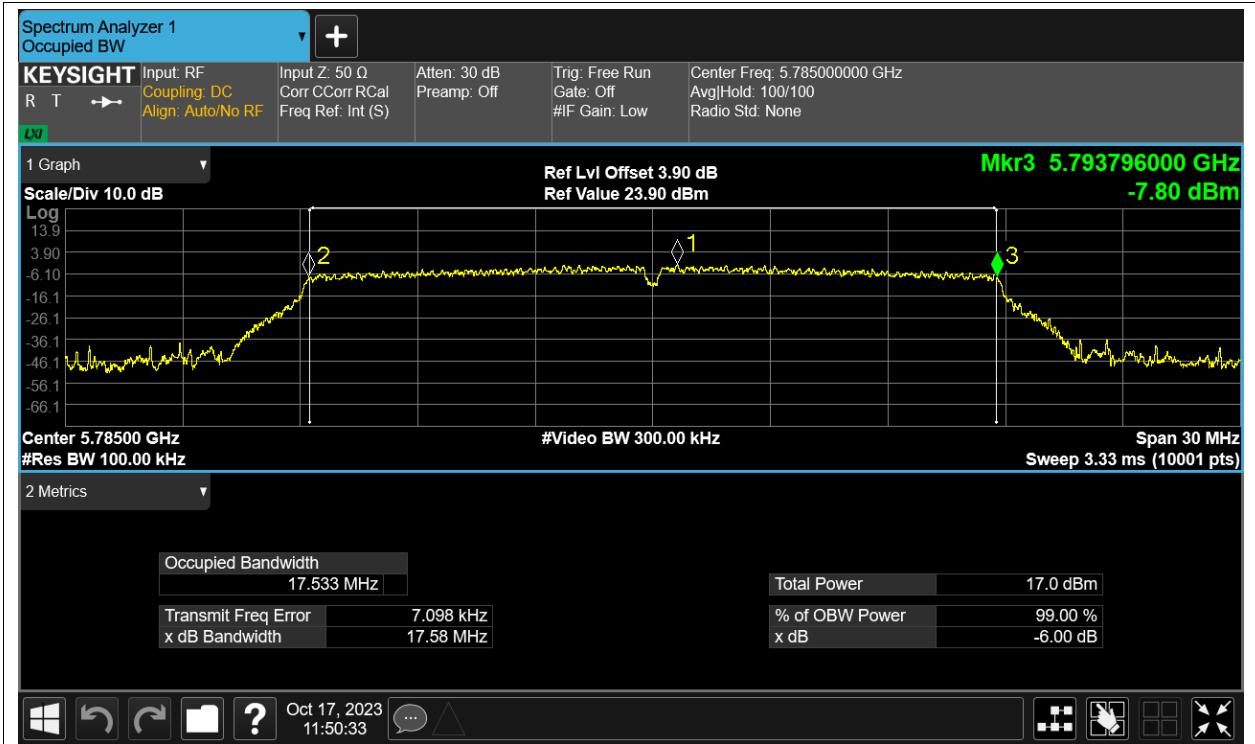 Spectrum Analyzer 1
Occupied BW
KEYSIGHT
R T
LXI
Input: RF
Coupling: DC
Align: Auto/No RF
Input Z: 50 Ω
Corr CCorr RCal
Freq Ref: Int (S)
Atten: 30 dB
Preamp: Off
Trig: Free Run
Gate: Off
#IF Gain: Low
Center Freq: 5.785000000 GHz
Avg|Hold: 100/100
Radio Std: None
1 Graph
Scale/Div 10.0 dB
Ref Lvl Offset 3.90 dB
Ref Value 23.90 dBm
Mkr3 5.793796000 GHz
-7.80 dBm
Log
13.9
3.90
-6.10
-16.1
-26.1
-36.1
-46.1
-56.1
-66.1
2
1
3
Center 5.78500 GHz
#Video BW 300.00 kHz
Span 30 MHz
#Res BW 100.00 kHz
Sweep 3.33 ms (10001 pts)
2 Metrics
Occupied Bandwidth
17.533 MHz
Transmit Freq Error 7.098 kHz
x dB Bandwidth 17.58 MHz
Total Power 17.0 dBm
% of OBW Power 99.00 %
x dB -6.00 dB
?
Oct 17, 2023
11:50:33